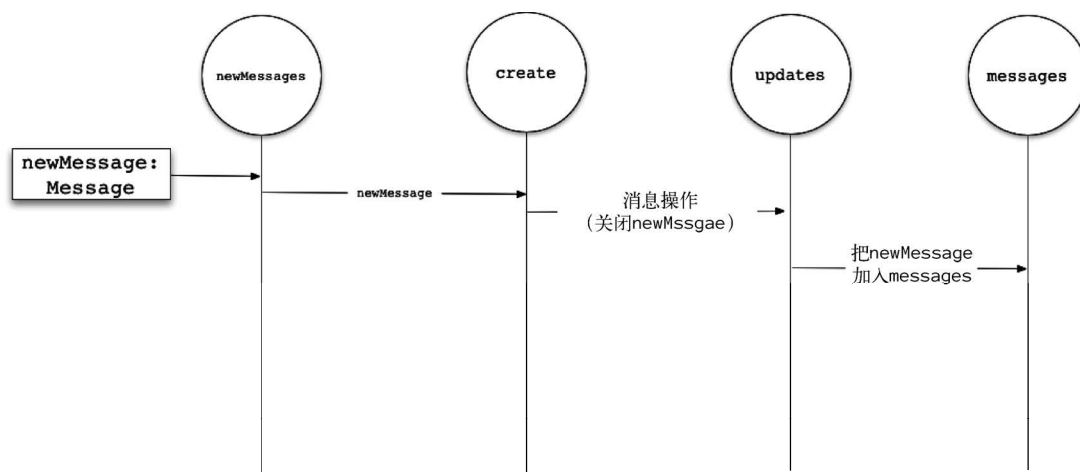 newMessages
create
updates
messages
newMessage:
Message
newMessage
消息操作
（关闭newMssgae）
把newMessage
加入messages